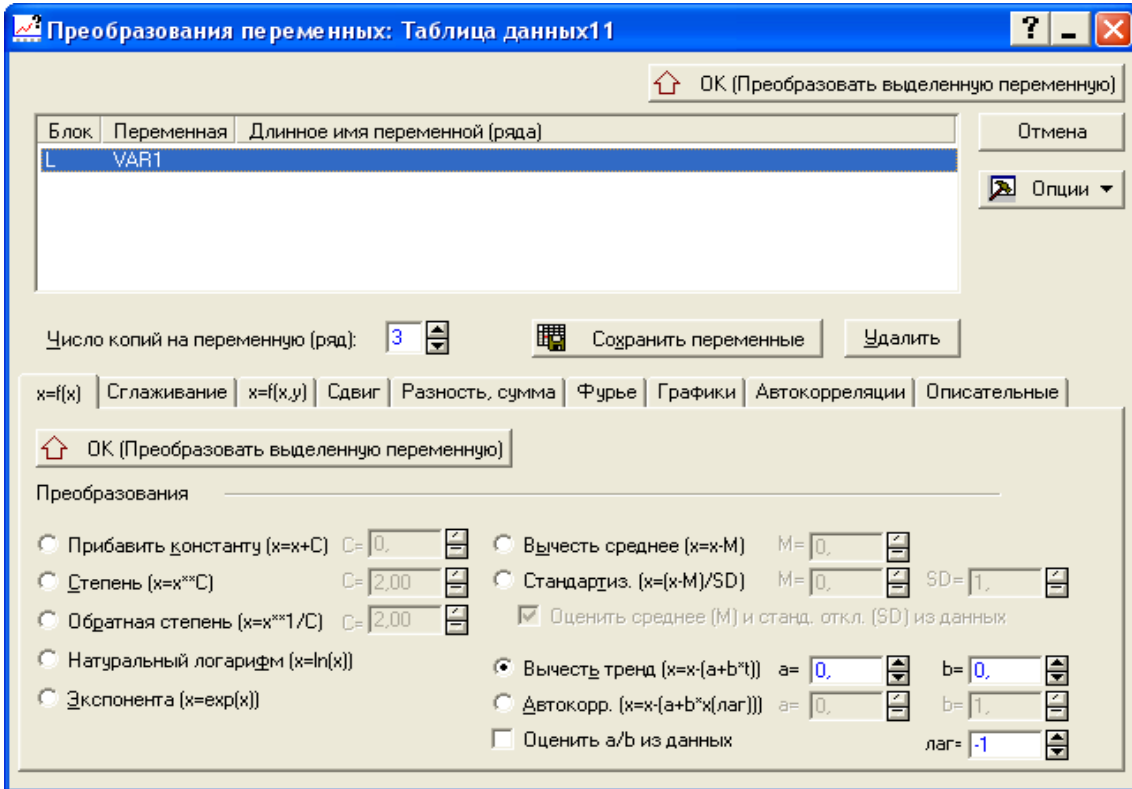 Преобразования переменных: Таблица данных11
OK (Преобразовать выделенную переменную)
Блок Переменная Длинное имя переменной (ряда)
L VAR1
Отмена
Опции
Число копий на переменную (ряд): 3 Сохранить переменные Удалить
x=f(x) Сглаживание x=f(x,y) Сдвиг Разность, сумма Фурье Графики Автокорреляции Описательные
OK (Преобразовать выделенную переменную)
Преобразования
Прибавить константу (x=x+C) C= 0, Вычесть среднее (x=x-M) M= 0,
Степень (x=x**C) C= 2,00 Стандартиз. (x=(x-M)/SD) M= 0, SD= 1,
Обратная степень (x=x**1/C) C= 2,00 Оценить среднее (M) и станд. откл. (SD) из данных
Натуральный логарифм (x=ln(x)) Вычесть тренд (x=x-(a+b*t)) a= 0, b= 0,
Экспонента (x=exp(x)) Автокорр. (x=x-(a+b*x(лаг))) a= 0, b= 1,
Оценить a/b из данных лаг= -1